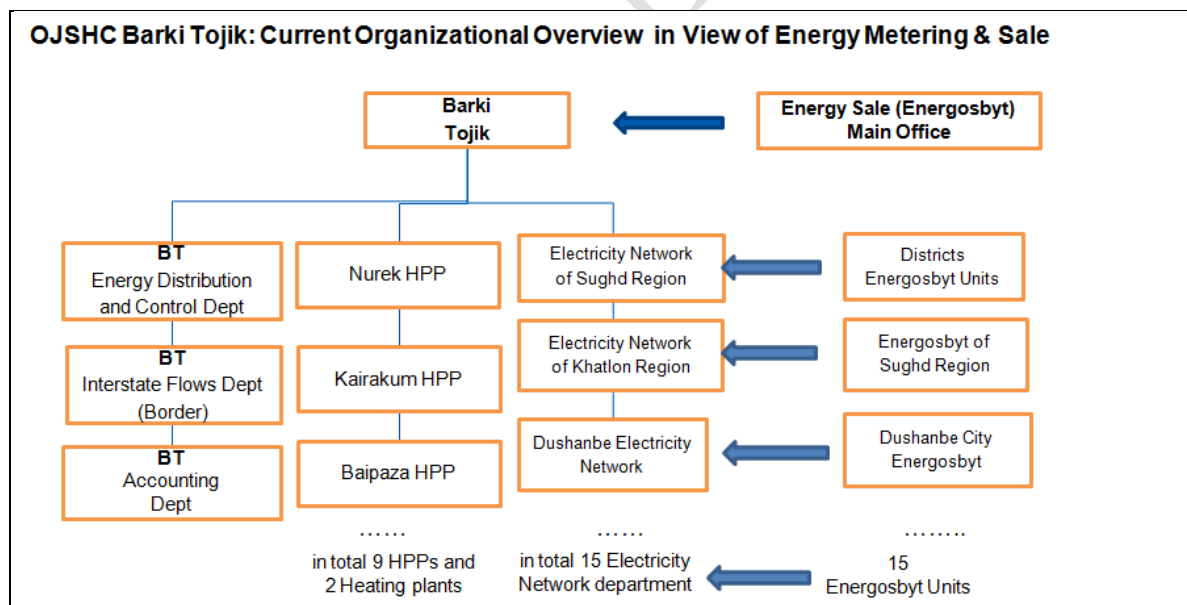 OJSHC Barki Tojik: Current Organizational Overview in View of Energy Metering & Sale
Barki
Tojik
Energy Sale (Energosbyt)
Main Office
BT
Energy Distribution
and Control Dept
BT
Interstate Flows Dept
(Border)
BT
Accounting
Dept
Nurek HPP
Kairakum HPP
Baipaza HPP
……
in total 9 HPPs and
2 Heating plants
Electricity Network
of Sughd Region
Electricity Network
of Khatlon Region
Dushanbe Electricity
Network
……
in total 15 Electricity
Network department
Districts
Energosbyt Units
Energosbyt of
Sughd Region
Dushanbe City
Energosbyt
……..
15
Energosbyt Units